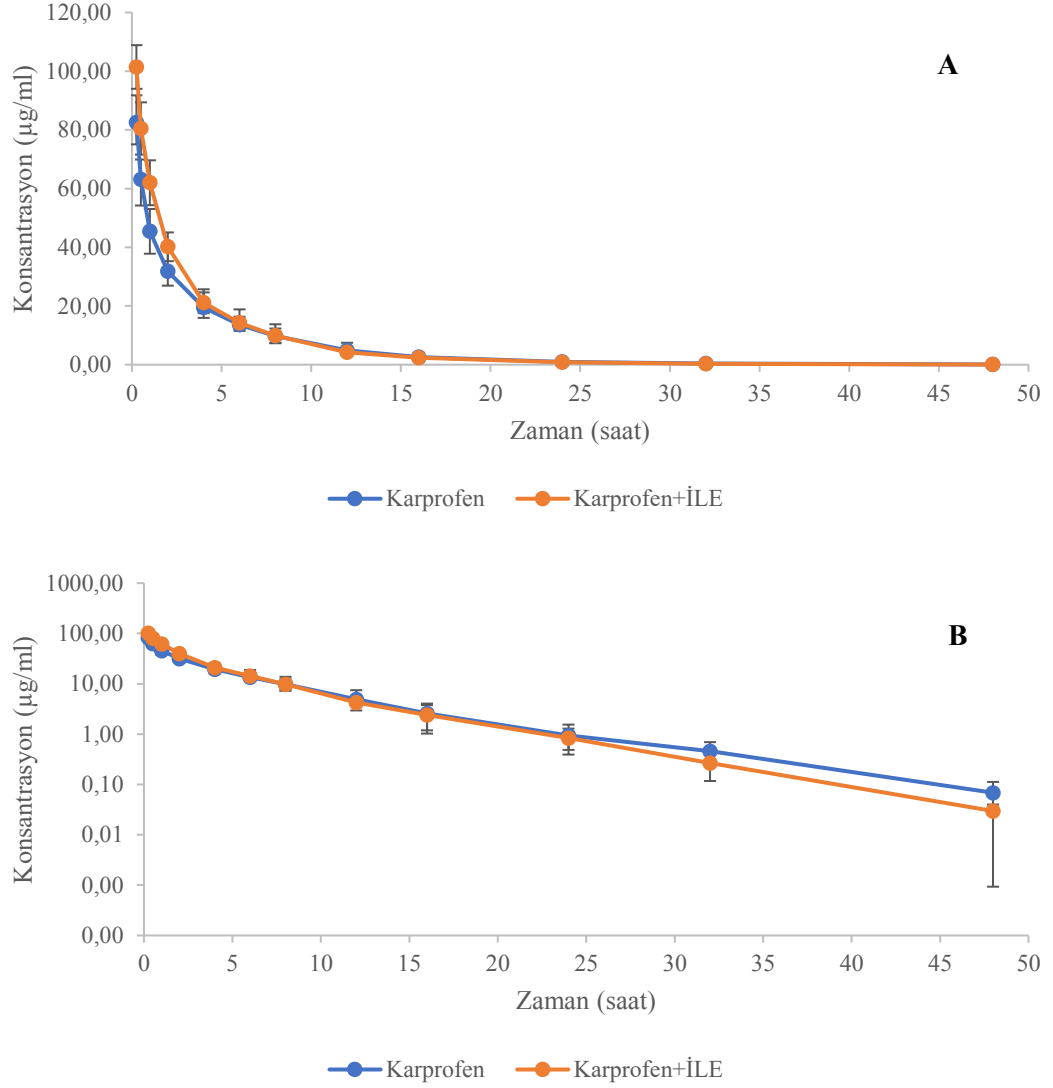 120,00
100,00
80,00
60,00
40,00
20,00
0,00
Konsantrasyon (µg/ml)
A
0 5 10 15 20 25 30 35 40 45 50
Zaman (saat)
Karprofen Karprofen+İLE
1000,00
100,00
10,00
1,00
0,10
0,01
0,00
0,00
Konsantrasyon (µg/ml)
B
0 5 10 15 20 25 30 35 40 45 50
Zaman (saat)
Karprofen Karprofen+İLE